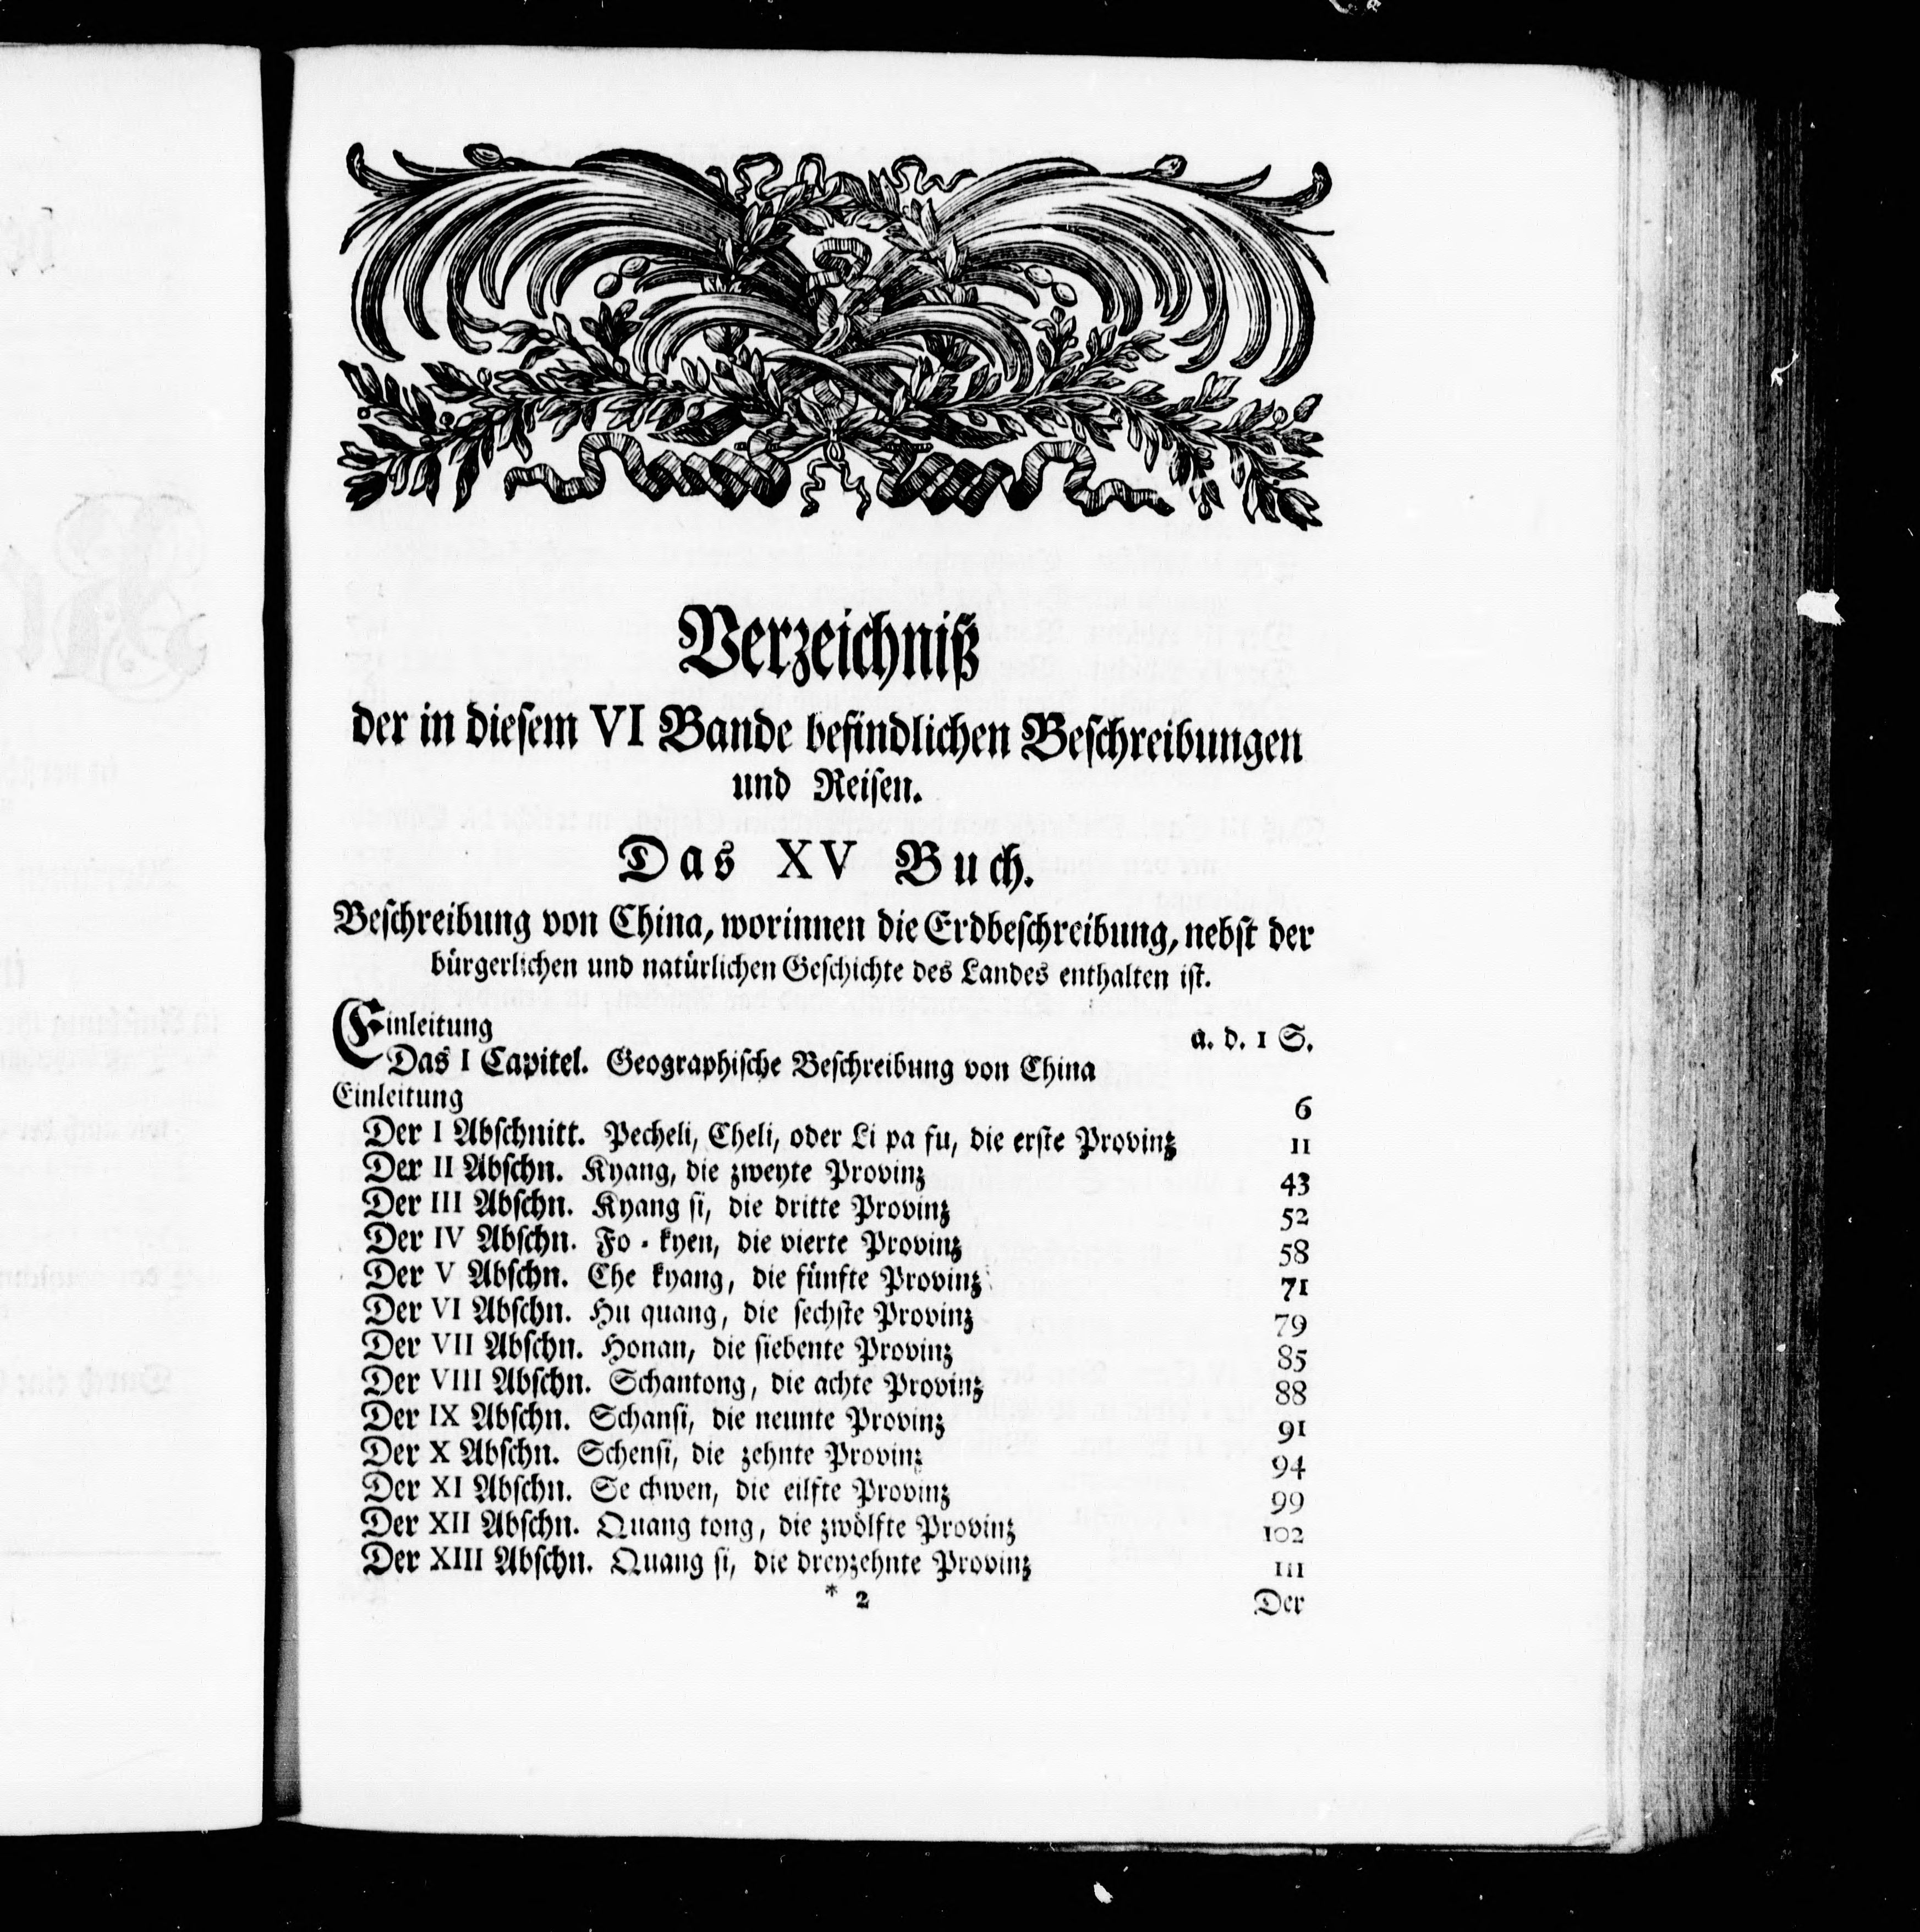 Verzeichniß
der in diesem VI Bande befindlichen Beschreibungen
und Reisen.
Das XV Buch.
Beschreibung von China, worinnen die Erdbeschreibung, nebst der
bürgerlichen und natürlichen Geschichte des Landes enthalten ist.
Einleitung a. d. 1 S.
Das I Capitel. Geographische Beschreibung von China
Einleitung 6
Der I Abschnitt. Pecheli, Cheli, oder Li pa fu, die erste Provinz 11
Der II Abschn. Kyang, die zweyte Provinz 43
Der III Abschn. Kyang si, die dritte Provinz 52
Der IV Abschn. Fo-kyen, die vierte Provinz 58
Der V Abschn. Che kyang, die fünfte Provinz 71
Der VI Abschn. Hu quang, die sechste Provinz 79
Der VII Abschn. Honan, die siebente Provinz 85
Der VIII Abschn. Schantong, die achte Provinz 88
Der IX Abschn. Schansi, die neunte Provinz 91
Der X Abschn. Schensi, die zehnte Provinz 94
Der XI Abschn. Se chwen, die eilfte Provinz 99
Der XII Abschn. Quang tong, die zwölfte Provinz 102
Der XIII Abschn. Quang si, die dreyzehnte Provinz 111
* 2 Der